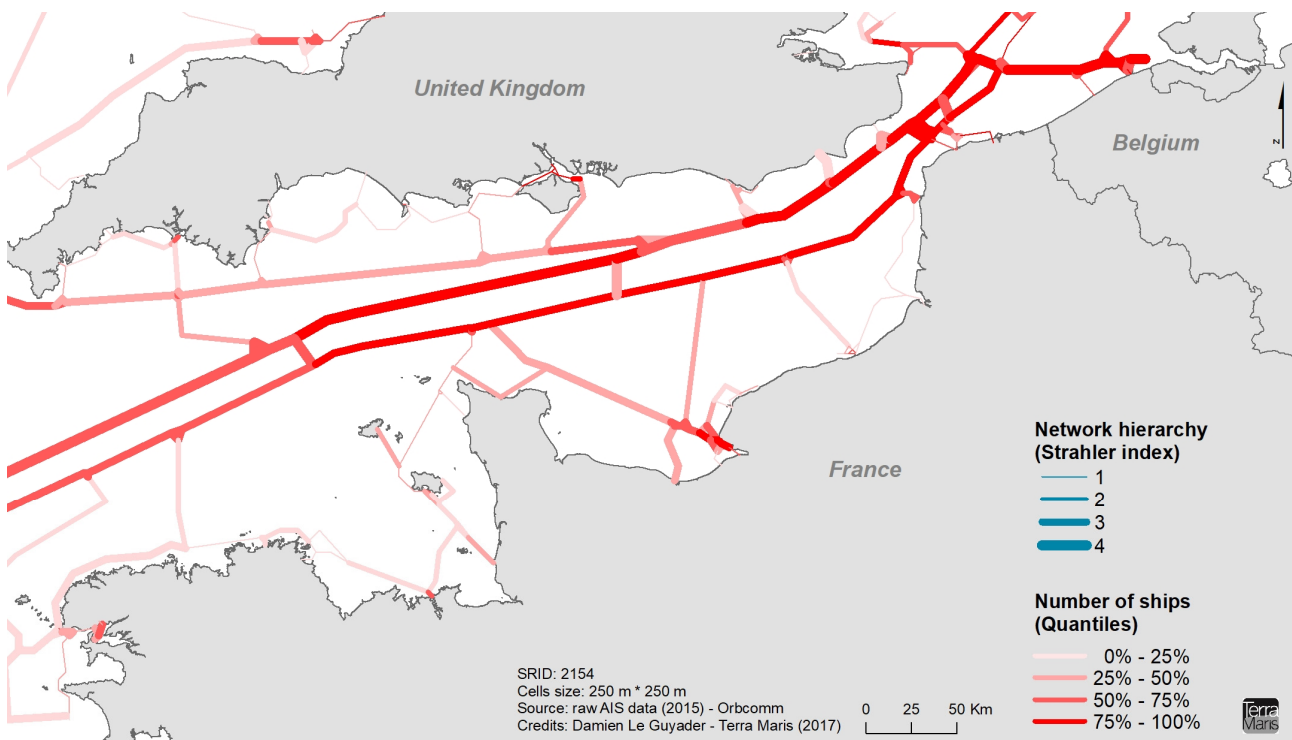 United Kingdom
Belgium
N
France
Network hierarchy
(Strahler index)
1
2
3
4
Number of ships
(Quantiles)
0% - 25%
25% - 50%
50% - 75%
75% - 100%
SRID: 2154
Cells size: 250 m * 250 m
Source: raw AIS data (2015) - Orbcomm
Credits: Damien Le Guyader - Terra Maris (2017)
0 25 50 Km
Terra
Maris